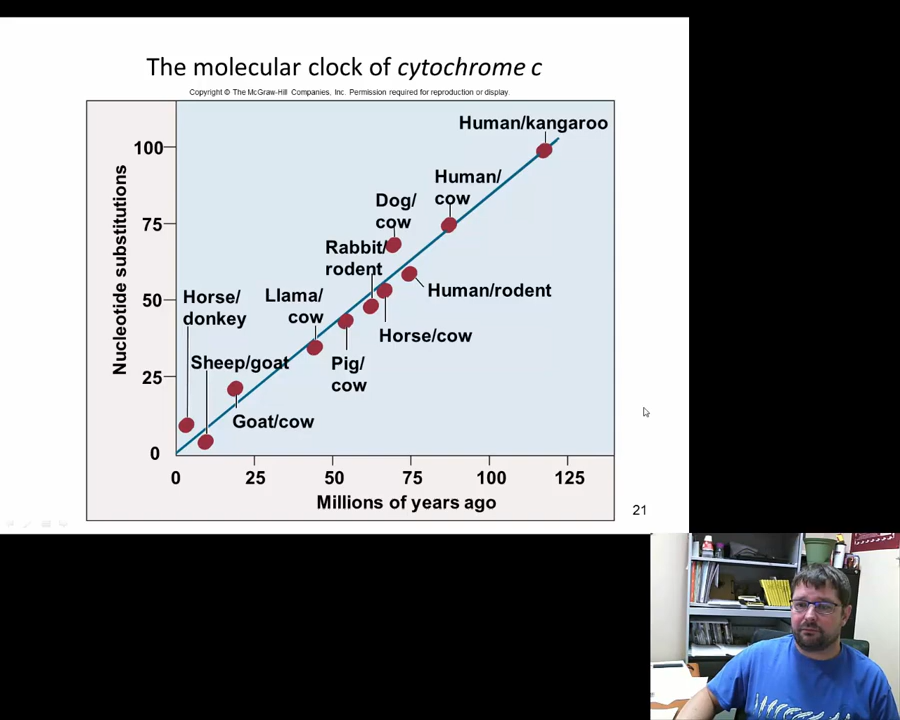 The molecular clock of cytochrome c
Copyright © The McGraw-Hill Companies, Inc. Permission required for reproduction or display.
Human/kangaroo
100
Human/
cow
Dog/
cow
75
Rabbit/
rodent
Human/rodent
50
Horse/
donkey
Llama/
cow
Horse/cow
Sheep/goat
Pig/
cow
25
Goat/cow
0
Nucleotide substitutions
0 25 50 75 100 125
Millions of years ago
21